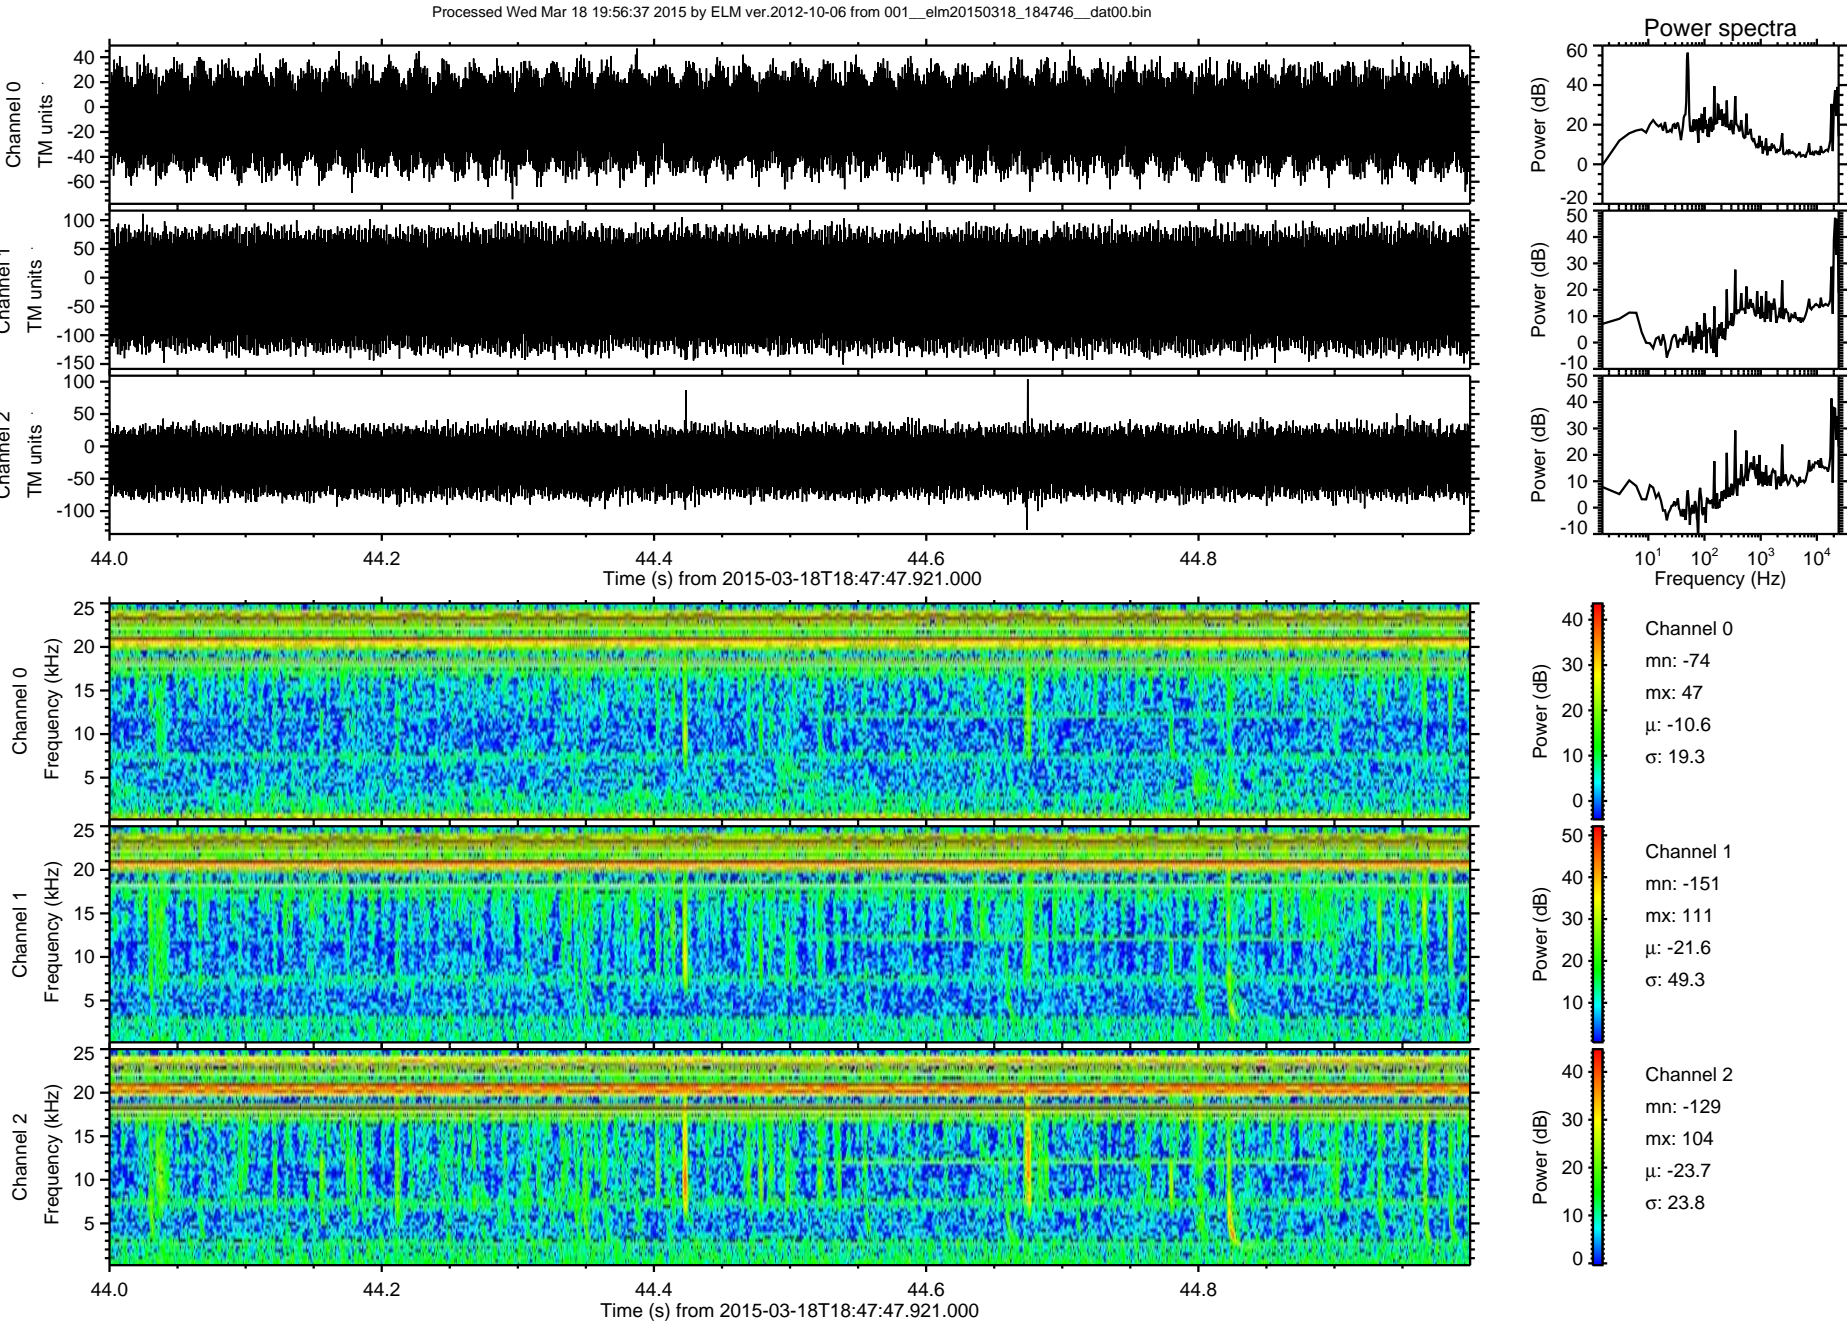 Processed Wed Mar 18 19:56:37 2015 by ELM ver.2012-10-06 from 001__elm20150318_184746__dat00.bin
Power spectra
Channel 0
TM units
40
20
0
-20
-40
-60
Power (dB)
60
40
20
0
-20
Channel 1
TM units
100
50
0
-50
-100
-150
Power (dB)
50
40
30
20
10
0
-10
Channel 2
TM units
100
50
0
-50
-100
Power (dB)
50
40
30
20
10
0
-10
44.0 44.2 44.4 44.6 44.8
Time (s) from 2015-03-18T18:47:47.921.000
10¹ 10² 10³ 10⁴
Frequency (Hz)
Channel 0
Frequency (kHz)
25
20
15
10
5
Power (dB)
40
30
20
10
0
Channel 0
mn: -74
mx: 47
μ: -10.6
σ: 19.3
Channel 1
Frequency (kHz)
25
20
15
10
5
Power (dB)
50
40
30
20
10
Channel 1
mn: -151
mx: 111
μ: -21.6
σ: 49.3
Channel 2
Frequency (kHz)
25
20
15
10
5
Power (dB)
40
30
20
10
0
Channel 2
mn: -129
mx: 104
μ: -23.7
σ: 23.8
44.0 44.2 44.4 44.6 44.8
Time (s) from 2015-03-18T18:47:47.921.000